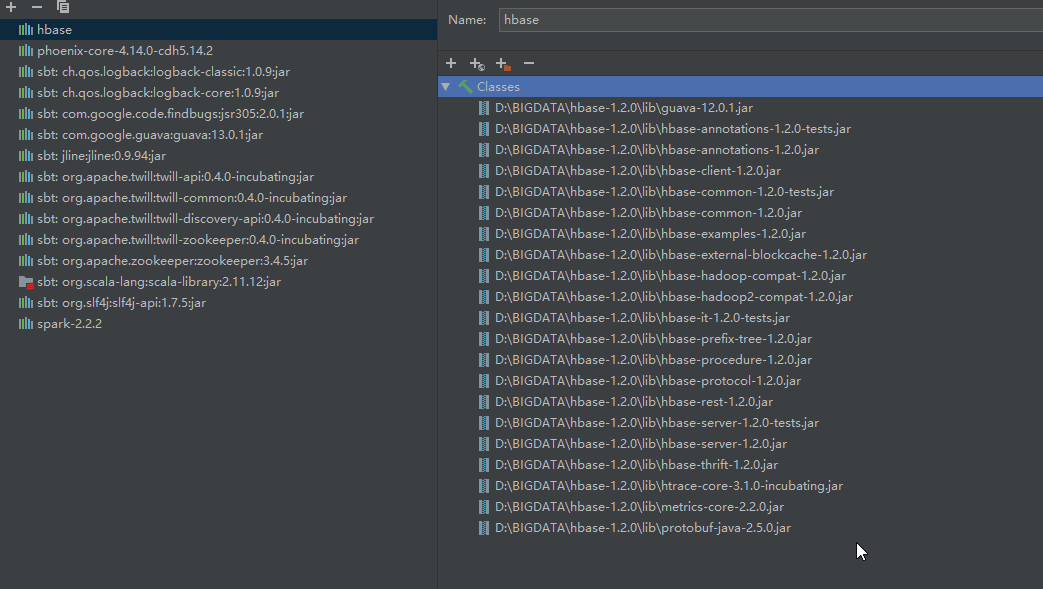 hbase
phoenix-core-4.14.0-cdh5.14.2
sbt: ch.qos.logback:logback-classic:1.0.9:jar
sbt: ch.qos.logback:logback-core:1.0.9:jar
sbt: com.google.code.findbugs:jsr305:2.0.1:jar
sbt: com.google.guava:guava:13.0.1:jar
sbt: jline:jline:0.9.94:jar
sbt: org.apache.twill:twill-api:0.4.0-incubating:jar
sbt: org.apache.twill:twill-common:0.4.0-incubating:jar
sbt: org.apache.twill:twill-discovery-api:0.4.0-incubating:jar
sbt: org.apache.twill:twill-zookeeper:0.4.0-incubating:jar
sbt: org.apache.zookeeper:zookeeper:3.4.5:jar
sbt: org.scala-lang:scala-library:2.11.12:jar
sbt: org.slf4j:slf4j-api:1.7.5:jar
spark-2.2.2
Name: hbase
Classes
D:\BIGDATA\hbase-1.2.0\lib\guava-12.0.1.jar
D:\BIGDATA\hbase-1.2.0\lib\hbase-annotations-1.2.0-tests.jar
D:\BIGDATA\hbase-1.2.0\lib\hbase-annotations-1.2.0.jar
D:\BIGDATA\hbase-1.2.0\lib\hbase-client-1.2.0.jar
D:\BIGDATA\hbase-1.2.0\lib\hbase-common-1.2.0-tests.jar
D:\BIGDATA\hbase-1.2.0\lib\hbase-common-1.2.0.jar
D:\BIGDATA\hbase-1.2.0\lib\hbase-examples-1.2.0.jar
D:\BIGDATA\hbase-1.2.0\lib\hbase-external-blockcache-1.2.0.jar
D:\BIGDATA\hbase-1.2.0\lib\hbase-hadoop-compat-1.2.0.jar
D:\BIGDATA\hbase-1.2.0\lib\hbase-hadoop2-compat-1.2.0.jar
D:\BIGDATA\hbase-1.2.0\lib\hbase-it-1.2.0-tests.jar
D:\BIGDATA\hbase-1.2.0\lib\hbase-prefix-tree-1.2.0.jar
D:\BIGDATA\hbase-1.2.0\lib\hbase-procedure-1.2.0.jar
D:\BIGDATA\hbase-1.2.0\lib\hbase-protocol-1.2.0.jar
D:\BIGDATA\hbase-1.2.0\lib\hbase-rest-1.2.0.jar
D:\BIGDATA\hbase-1.2.0\lib\hbase-server-1.2.0-tests.jar
D:\BIGDATA\hbase-1.2.0\lib\hbase-server-1.2.0.jar
D:\BIGDATA\hbase-1.2.0\lib\hbase-thrift-1.2.0.jar
D:\BIGDATA\hbase-1.2.0\lib\htrace-core-3.1.0-incubating.jar
D:\BIGDATA\hbase-1.2.0\lib\metrics-core-2.2.0.jar
D:\BIGDATA\hbase-1.2.0\lib\protobuf-java-2.5.0.jar